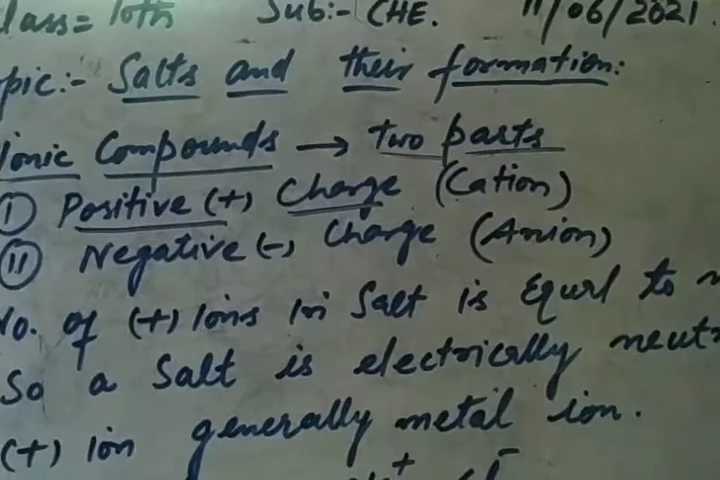 lass= 10th Sub:- CHE. 11/06/2021.
pic:- Salts and their formation:
Ionic Compounds → two parts
(I) Positive (+) Charge (Cation)
(II) Negative (-) Charge (Anion)
No. of (+) Ions in Salt is Equrl to
So a Salt is electrically neut
(+) ion generally metal ion.